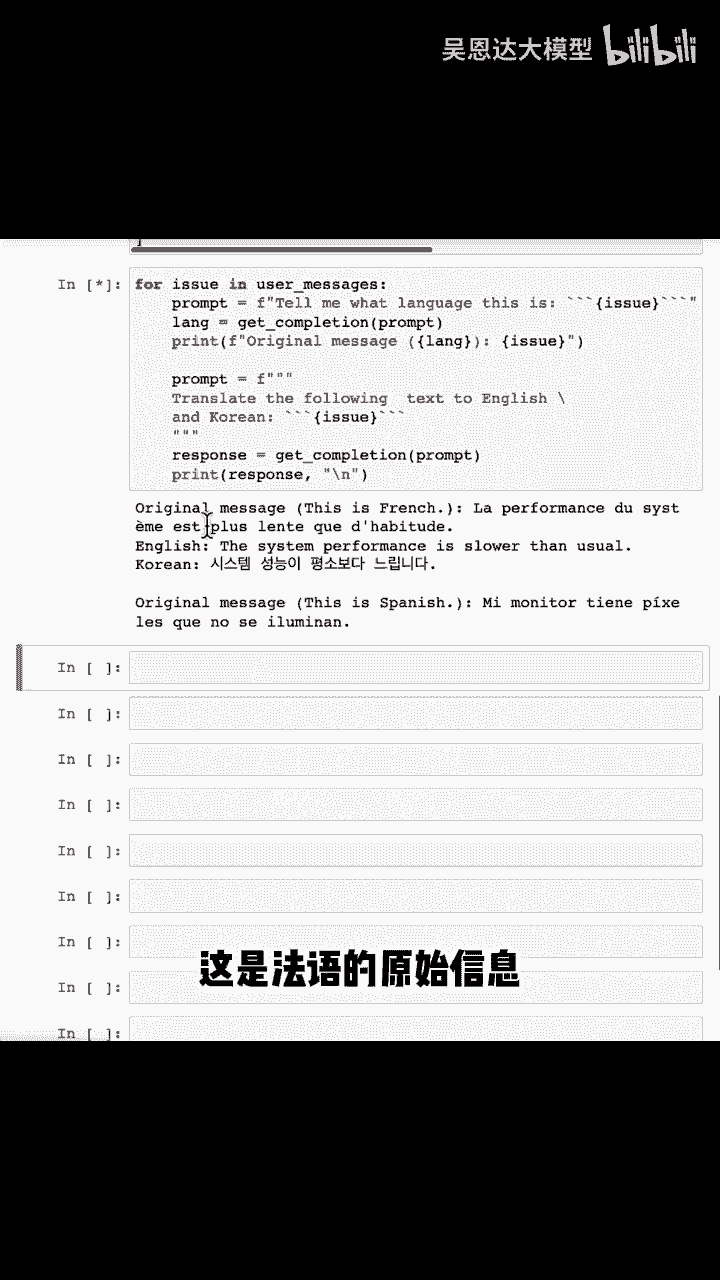 吴恩达大模型 bilibili
]
In [*]: for issue in user_messages:
prompt = f"Tell me what language this is: ```{issue}```"
lang = get_completion(prompt)
print(f"Original message ({lang}): {issue}")
prompt = f"""
Translate the following  text to English \
and Korean: ```{issue}```
"""
response = get_completion(prompt)
print(response, "\n")
Original message (This is French.): La performance du syst
ème est plus lente que d'habitude.
English: The system performance is slower than usual.
Korean: 시스템 성능이 평소보다 느립니다.
Original message (This is Spanish.): Mi monitor tiene píxe
les que no se iluminan.
In [ ]:
In [ ]:
In [ ]:
In [ ]:
In [ ]:
In [ ]:
In [ ]:
这是法语的原始信息
In [ ]:
In [ ]: